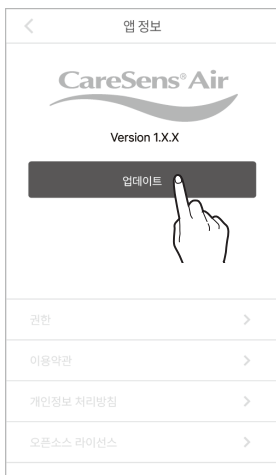 앱 정보
CareSens® Air
Version 1.X.X
업데이트
권한
이용약관
개인정보 처리방침
오픈소스 라이선스